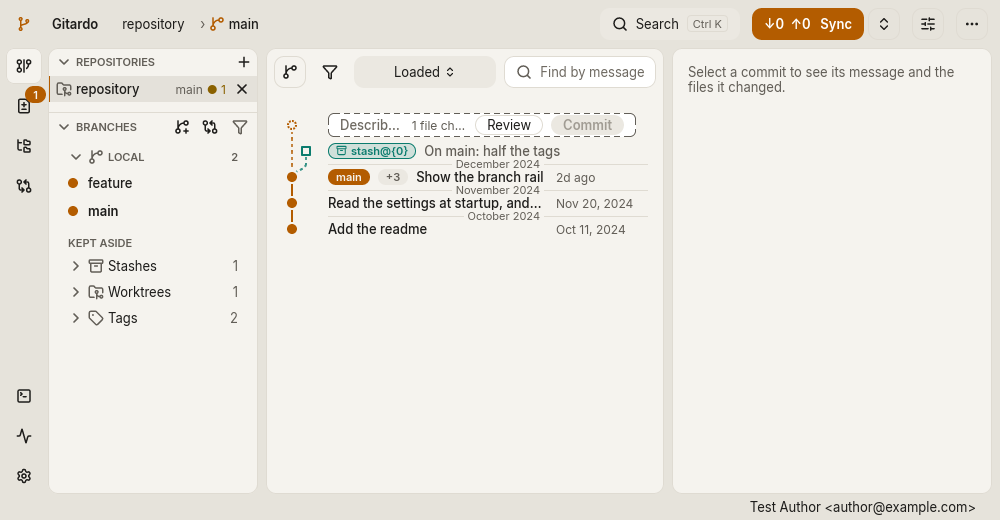 Gitardo repository > main Search Ctrl K ↓0 ↑0 Sync
1
REPOSITORIES
repository main 1
BRANCHES
LOCAL 2
feature
main
KEPT ASIDE
Stashes 1
Worktrees 1
Tags 2
Loaded Find by message
Describ... 1 file ch... Review Commit
stash@{0} On main: half the tags
December 2024
main +3 Show the branch rail 2d ago
November 2024
Read the settings at startup, and... Nov 20, 2024
October 2024
Add the readme Oct 11, 2024
Select a commit to see its message and the
files it changed.
Test Author <author@example.com>